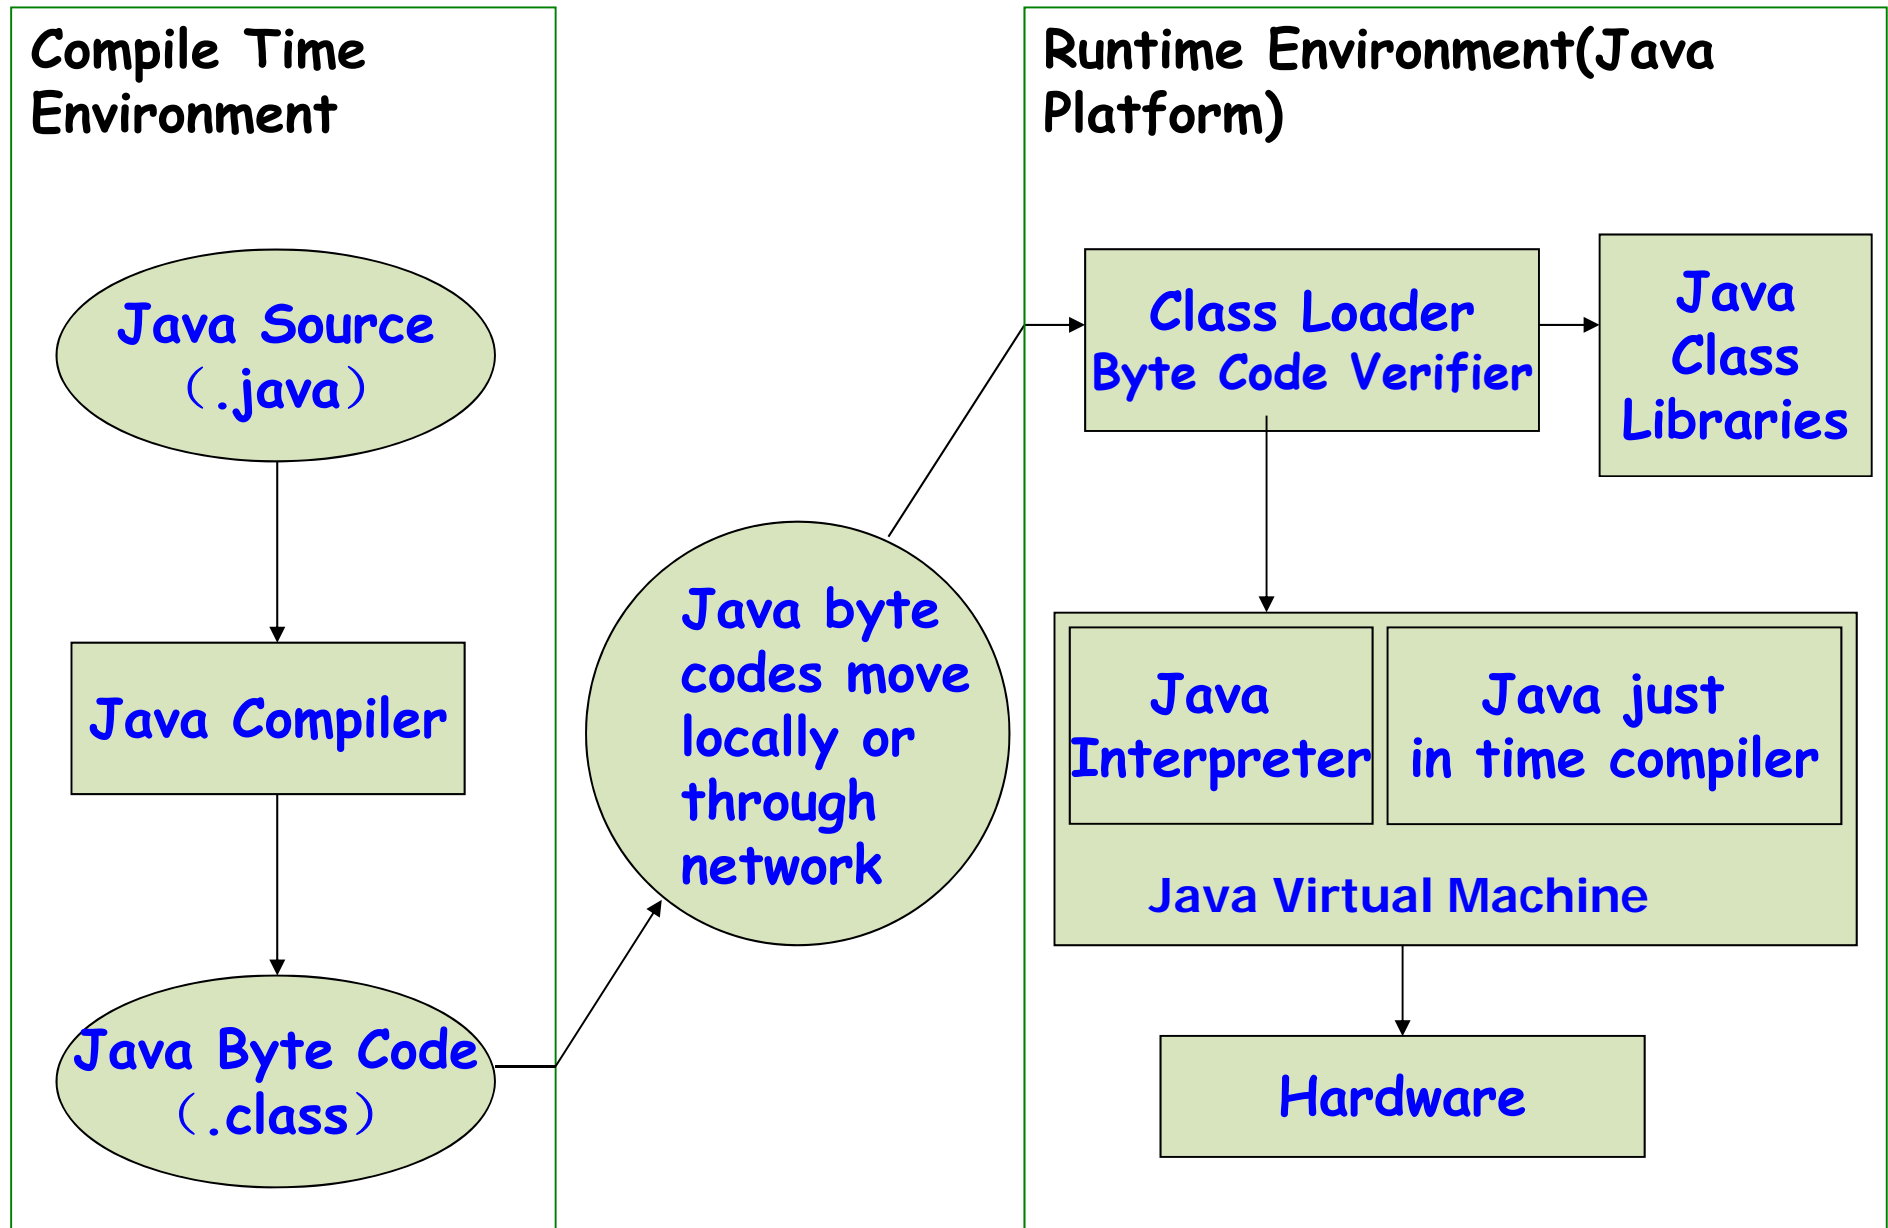 Compile Time
Environment
Java Source
（.java）
Java Compiler
Java Byte Code
（.class）
Java byte
codes move
locally or
through
network
Runtime Environment(Java
Platform)
Class Loader
Byte Code Verifier
Java
Class
Libraries
Java
Interpreter
Java just
in time compiler
Java Virtual Machine
Hardware